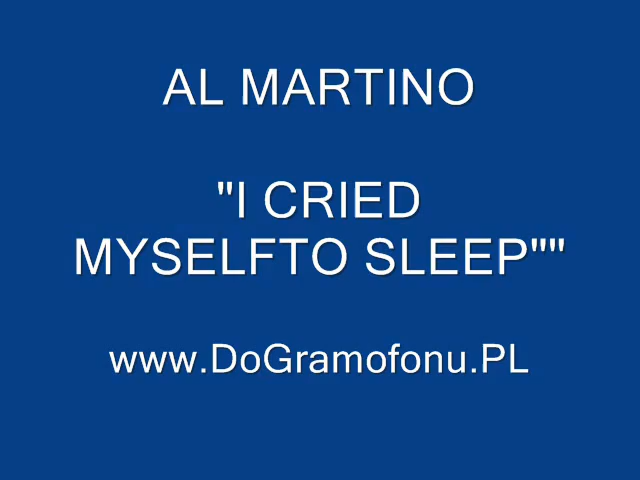 AL MARTINO
"I CRIED
MYSELFTO SLEEP""
www.DoGramofonu.PL